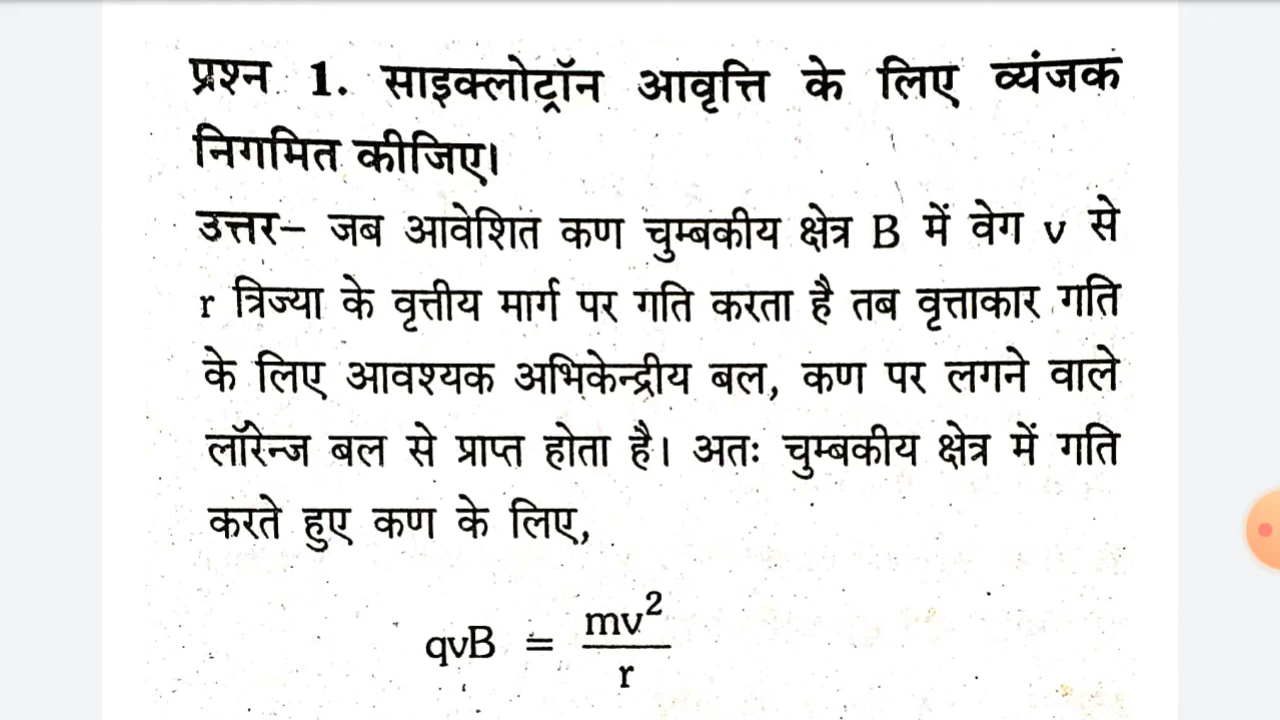 प्रश्न 1. साइक्लोट्रॉन आवृत्ति के लिए व्यंजक
निगमित कीजिए।
उत्तर– जब आवेशित कण चुम्बकीय क्षेत्र B में वेग v से
r त्रिज्या के वृत्तीय मार्ग पर गति करता है तब वृत्ताकार गति
के लिए आवश्यक अभिकेन्द्रीय बल, कण पर लगने वाले
लॉरेन्ज बल से प्राप्त होता है। अतः चुम्बकीय क्षेत्र में गति
करते हुए कण के लिए,
qvB = mv²/r